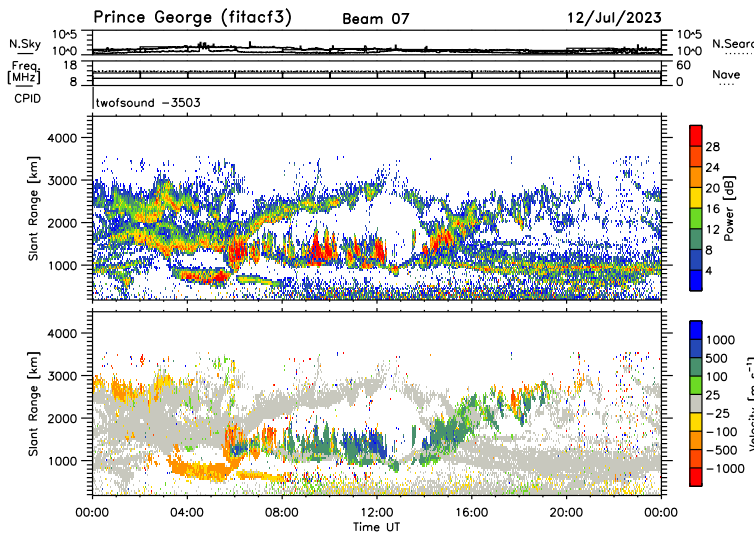 Prince George (fitacf3) Beam 07 12/Jul/2023
N.Sky 10^5 10^0 10^5 10^0 N.Searc
Freq. [MHz] 18 8 60 0 Nave
CPID twofsound -3503
Slant Range [km] 4000 3000 2000 1000
Power [dB] 28 24 20 16 12 8 4
Slant Range [km] 4000 3000 2000 1000
Velocity [m s^-1] 1000 500 100 25 -25 -100 -500 -1000
00:00 04:00 08:00 12:00 16:00 20:00 00:00
Time UT